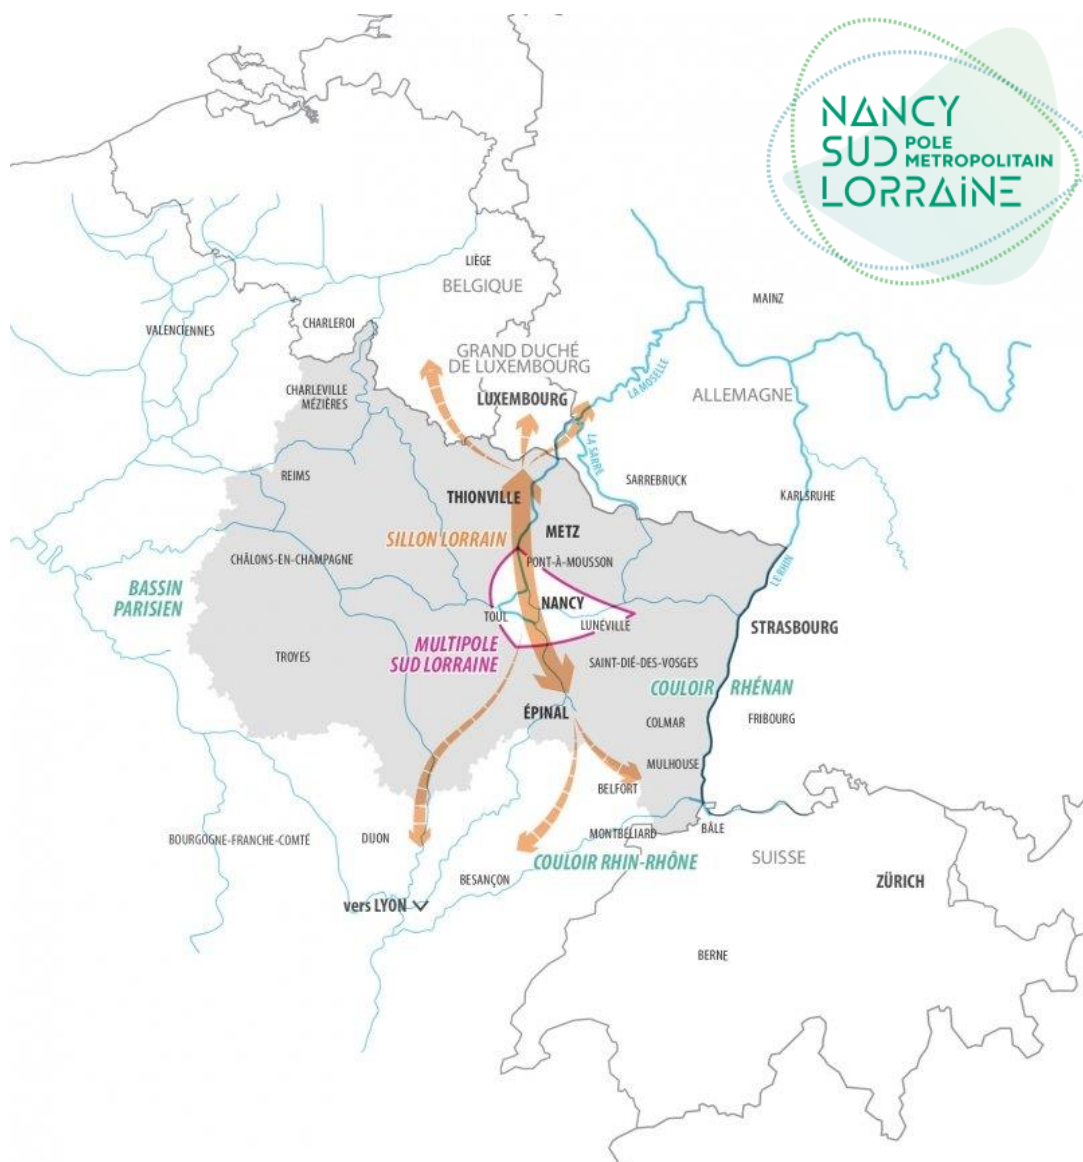 NANCY
SUD POLE
METROPOLITAIN
LORRAINE
LIÈGE
BELGIQUE
MAINZ
VALENCIENNES
CHARLEROI
GRAND DUCHÉ
DE LUXEMBOURG
LUXEMBOURG
LA MOSELLE
ALLEMAGNE
CHARLEVILLE
MÉZIÈRES
LA SARRE
REIMS
SARREBRUCK
KARLSRUHE
THIONVILLE
METZ
SILLON LORRAIN
CHÂLONS-EN-CHAMPAGNE
PONT-À-MOUSSON
LE RHIN
BASSIN
PARISIEN
NANCY
TOUL
LUNÉVILLE
STRASBOURG
MULTIPOLE
SUD LORRAINE
TROYES
SAINT-DIÉ-DES-VOSGES
COULOIR RHÉNAN
ÉPINAL
COLMAR
FRIBOURG
MULHOUSE
BELFORT
BOURGOGNE-FRANCHE-COMTÉ
DIJON
MONTBÉLIARD
BÂLE
COULOIR RHIN-RHÔNE
SUISSE
BESANÇON
ZÜRICH
vers LYON
BERNE